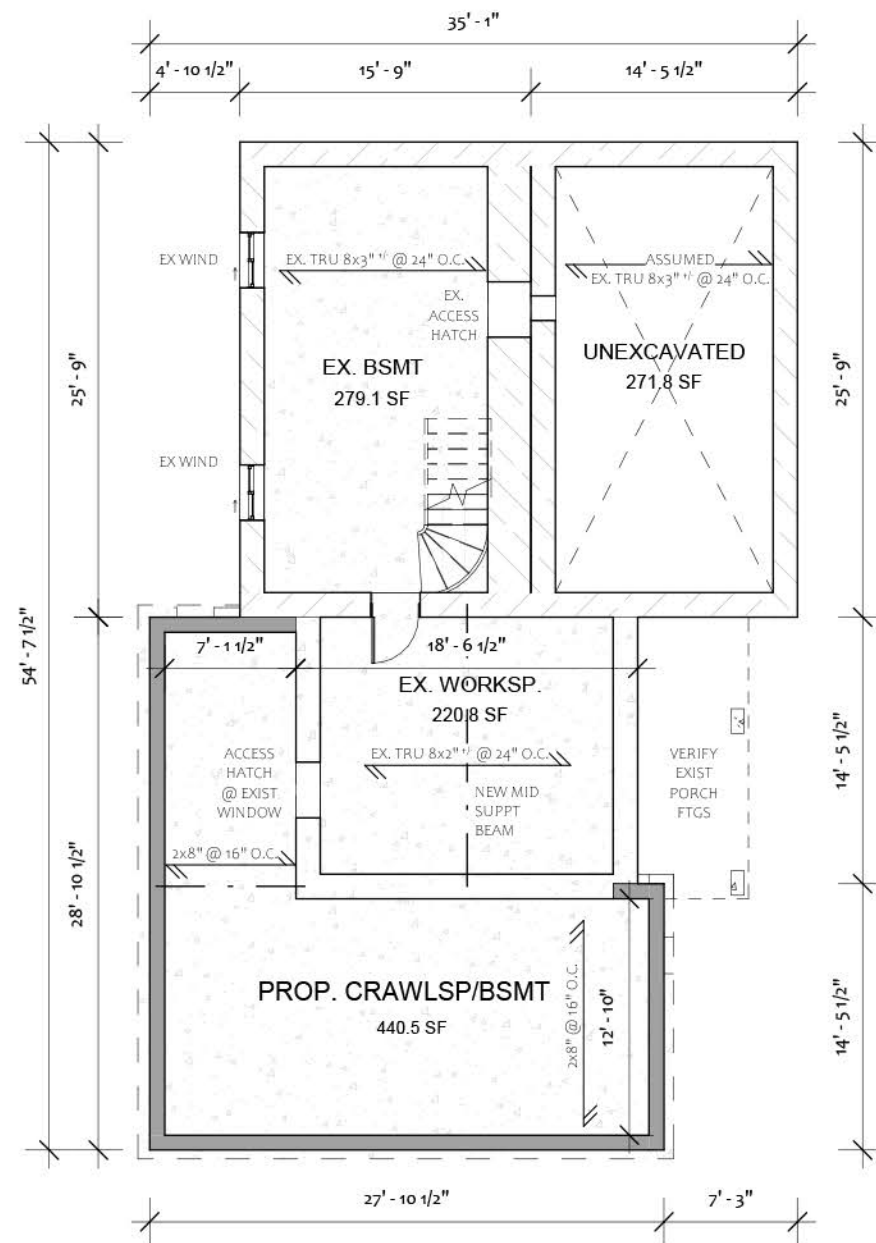 35' - 1"
4' - 10 1/2"
15' - 9"
14' - 5 1/2"
EX WIND
EX. TRU 8x3" +/- @ 24" O.C.
ASSUMED
EX. TRU 8x3" +/- @ 24" O.C.
EX.
ACCESS
HATCH
UNEXCAVATED
271.8 SF
EX. BSMT
279.1 SF
25' - 9"
25' - 9"
EX WIND
54' - 7 1/2"
7' - 1 1/2"
18' - 6 1/2"
EX. WORKSP.
220.8 SF
EX. TRU 8x2" +/- @ 24" O.C.
ACCESS
HATCH
@ EXIST
WINDOW
NEW MID
SUPPT
BEAM
VERIFY
EXIST
PORCH
FTGS
14' - 5 1/2"
2x8" @ 16" O.C.
28' - 10 1/2"
PROP. CRAWLSP/BSMT
440.5 SF
2x8" @ 16" O.C.
12' - 10"
14' - 5 1/2"
27' - 10 1/2"
7' - 3"